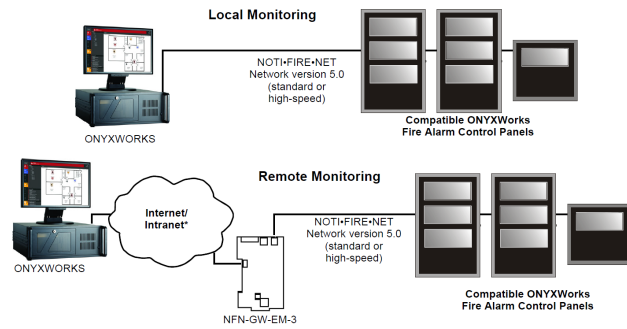 Local Monitoring
NOTI•FIRE•NET
Network version 5.0
(standard or
high-speed)
ONYXWORKS
Compatible ONYXWorks
Fire Alarm Control Panels
Remote Monitoring
Internet/
Intranet*
NOTI•FIRE•NET
Network version 5.0
(standard or
high-speed)
ONYXWORKS
NFN-GW-EM-3
Compatible ONYXWorks
Fire Alarm Control Panels